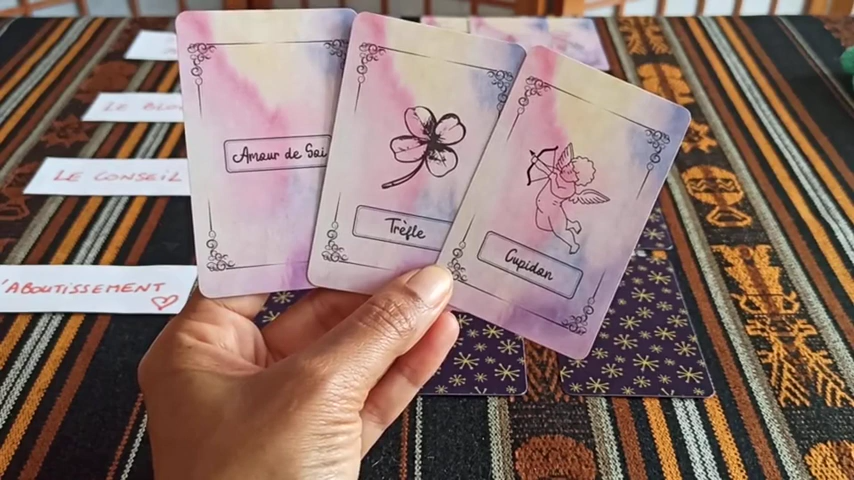 LE BLO
LE CONSEIL
'ABOUTISSEMENT
Amour de Soi
Trèfle
Cupidon